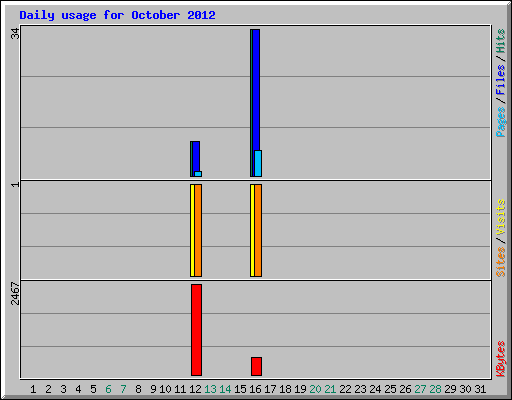 Daily usage for October 2012
34
Pages / Files / Hits
1
Sites / Visits
2467
KBytes
1 2 3 4 5 6 7 8 9 10 11 12 13 14 15 16 17 18 19 20 21 22 23 24 25 26 27 28 29 30 31